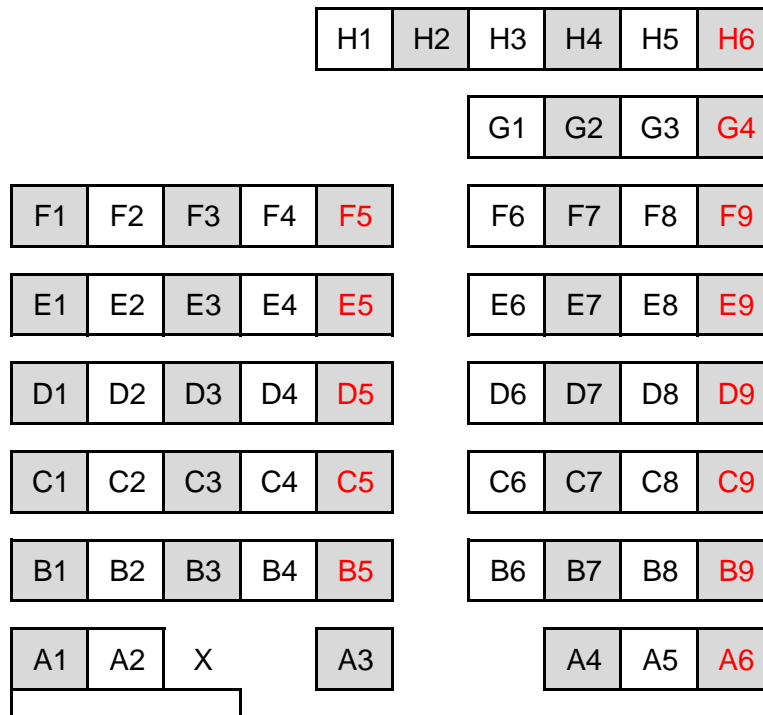 H1 H2 H3 H4 H5 H6
G1 G2 G3 G4
F1 F2 F3 F4 F5 F6 F7 F8 F9
E1 E2 E3 E4 E5 E6 E7 E8 E9
D1 D2 D3 D4 D5 D6 D7 D8 D9
C1 C2 C3 C4 C5 C6 C7 C8 C9
B1 B2 B3 B4 B5 B6 B7 B8 B9
A1 A2 X A3 A4 A5 A6